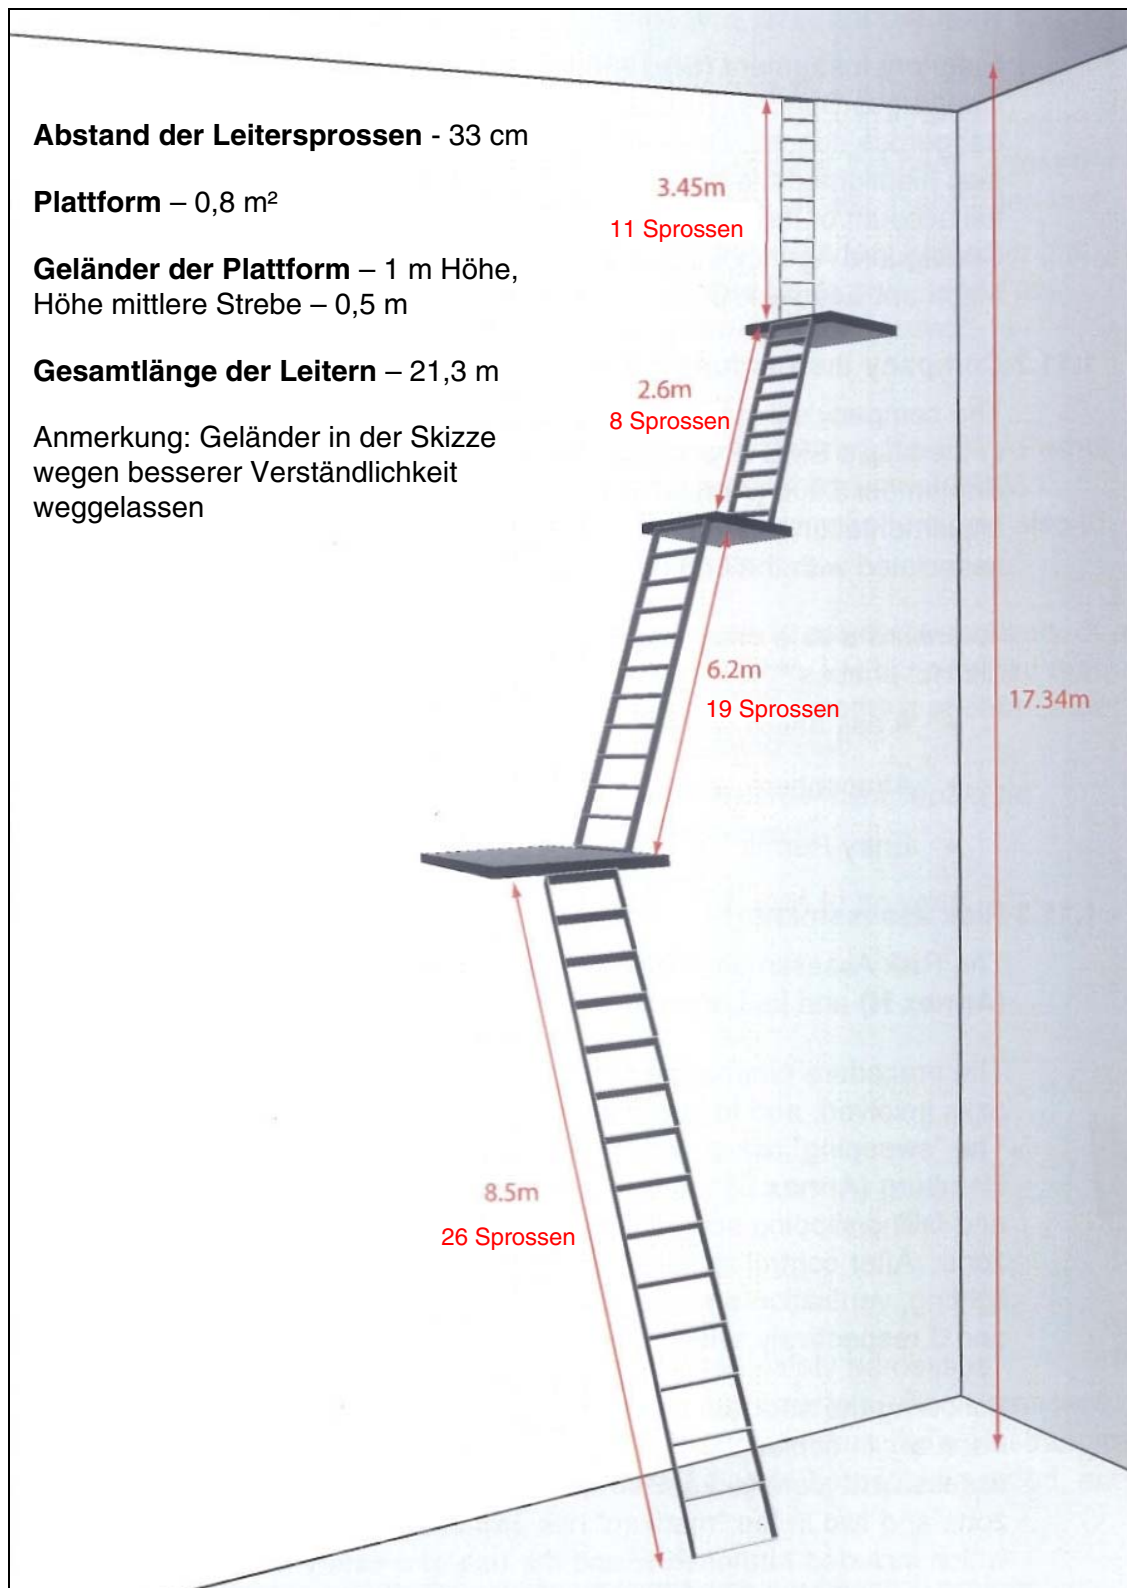 Abstand der Leitersprossen - 33 cm
Plattform – 0,8 m²
Geländer der Plattform – 1 m Höhe,
Höhe mittlere Strebe – 0,5 m
Gesamtlänge der Leitern – 21,3 m
Anmerkung: Geländer in der Skizze
wegen besserer Verständlichkeit
weggelassen
3.45m
11 Sprossen
2.6m
8 Sprossen
6.2m
19 Sprossen
17.34m
8.5m
26 Sprossen